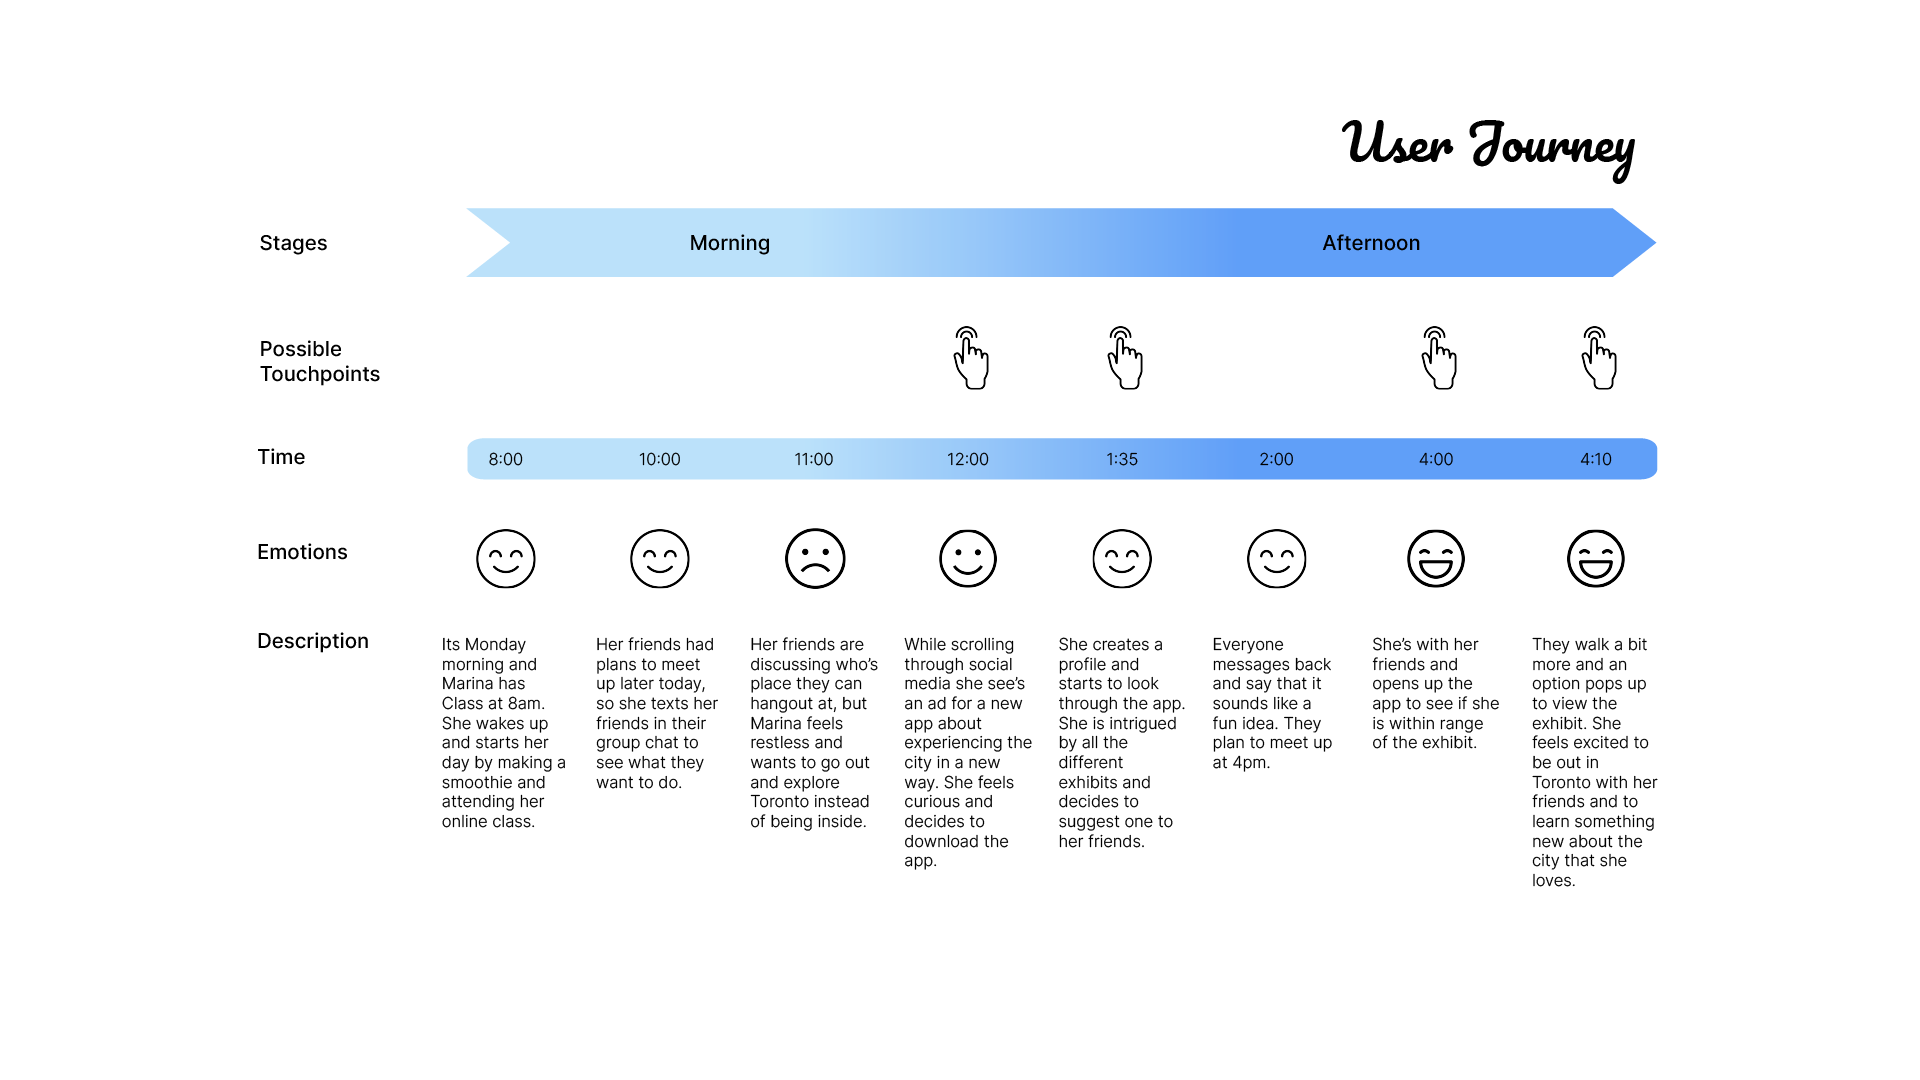 User Journey
Stages
Morning
Afternoon
Possible
Touchpoints
Time
8:00
10:00
11:00
12:00
1:35
2:00
4:00
4:10
Emotions
Description
Its Monday
morning and
Marina has
Class at 8am.
She wakes up
and starts her
day by making a
smoothie and
attending her
online class.
Her friends had
plans to meet
up later today,
so she texts her
friends in their
group chat to
see what they
want to do.
Her friends are
discussing who’s
place they can
hangout at, but
Marina feels
restless and
wants to go out
and explore
Toronto instead
of being inside.
While scrolling
through social
media she see’s
an ad for a new
app about
experiencing the
city in a new
way. She feels
curious and
decides to
download the
app.
She creates a
profile and
starts to look
through the app.
She is intrigued
by all the
different
exhibits and
decides to
suggest one to
her friends.
Everyone
messages back
and say that it
sounds like a
fun idea. They
plan to meet up
at 4pm.
She’s with her
friends and
opens up the
app to see if she
is within range
of the exhibit.
They walk a bit
more and an
option pops up
to view the
exhibit. She
feels excited to
be out in
Toronto with her
friends and to
learn something
new about the
city that she
loves.